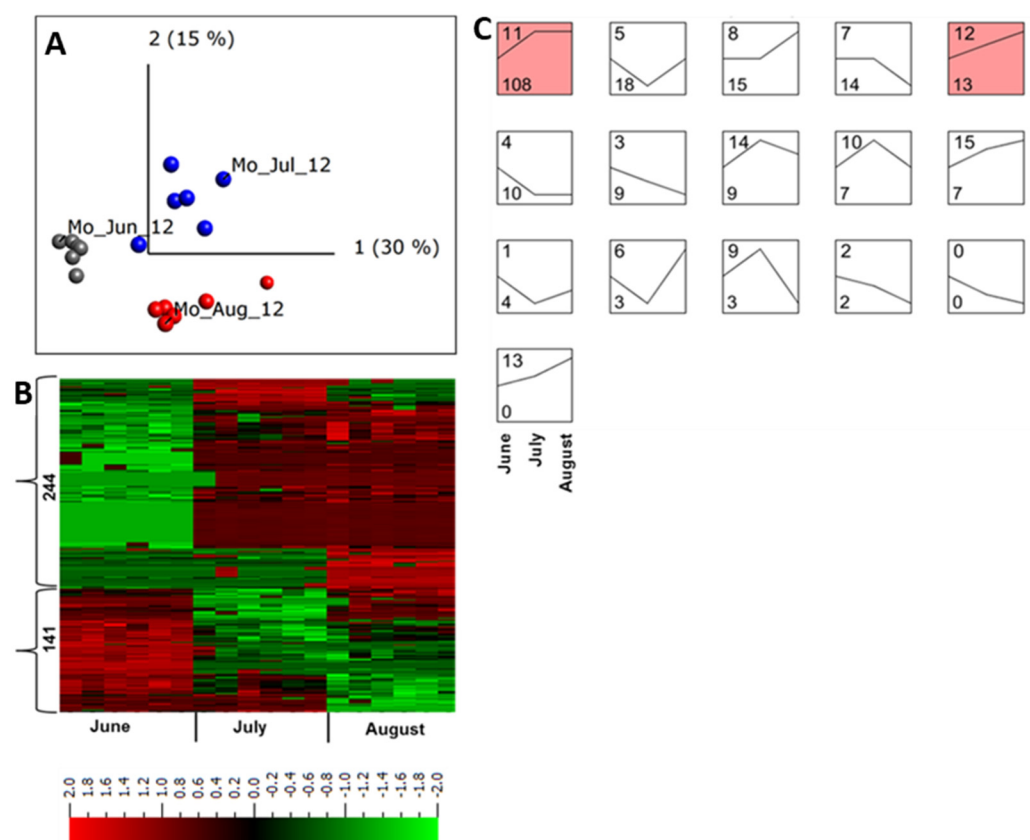 A
2 (15 %)
Mo_Jul_12
Mo_Jun_12
1 (30 %)
Mo_Aug_12
B
244
141
June
July
August
2.0 1.8 1.6 1.4 1.2 1.0 0.8 0.6 0.4 0.2 0.0 -0.2 -0.4 -0.6 -0.8 -1.0 -1.2 -1.4 -1.6 -1.8 -2.0
C
11 5 8 7 12
108 18 15 14 13
4 3 14 10 15
10 9 9 7 7
1 6 9 2 0
4 3 3 2 0
13
0
June
July
August